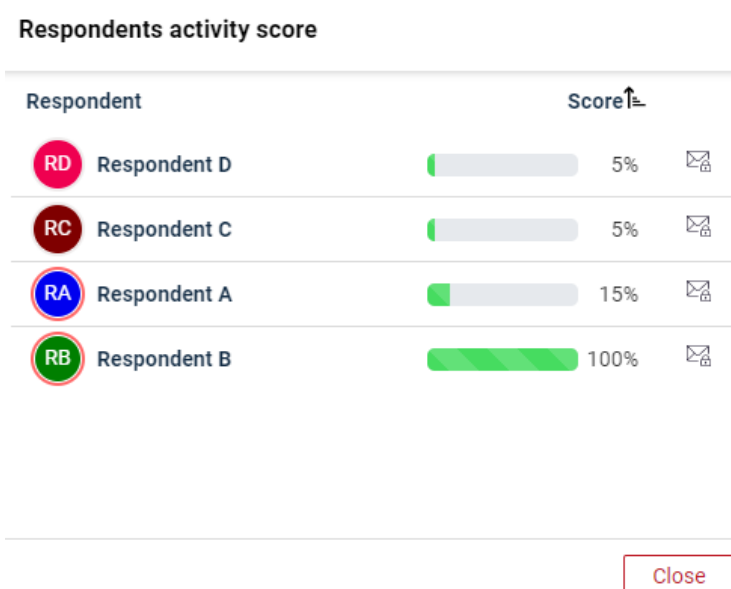 Respondents activity score
Respondent Score
RD Respondent D 5%
RC Respondent C 5%
RA Respondent A 15%
RB Respondent B 100%
Close